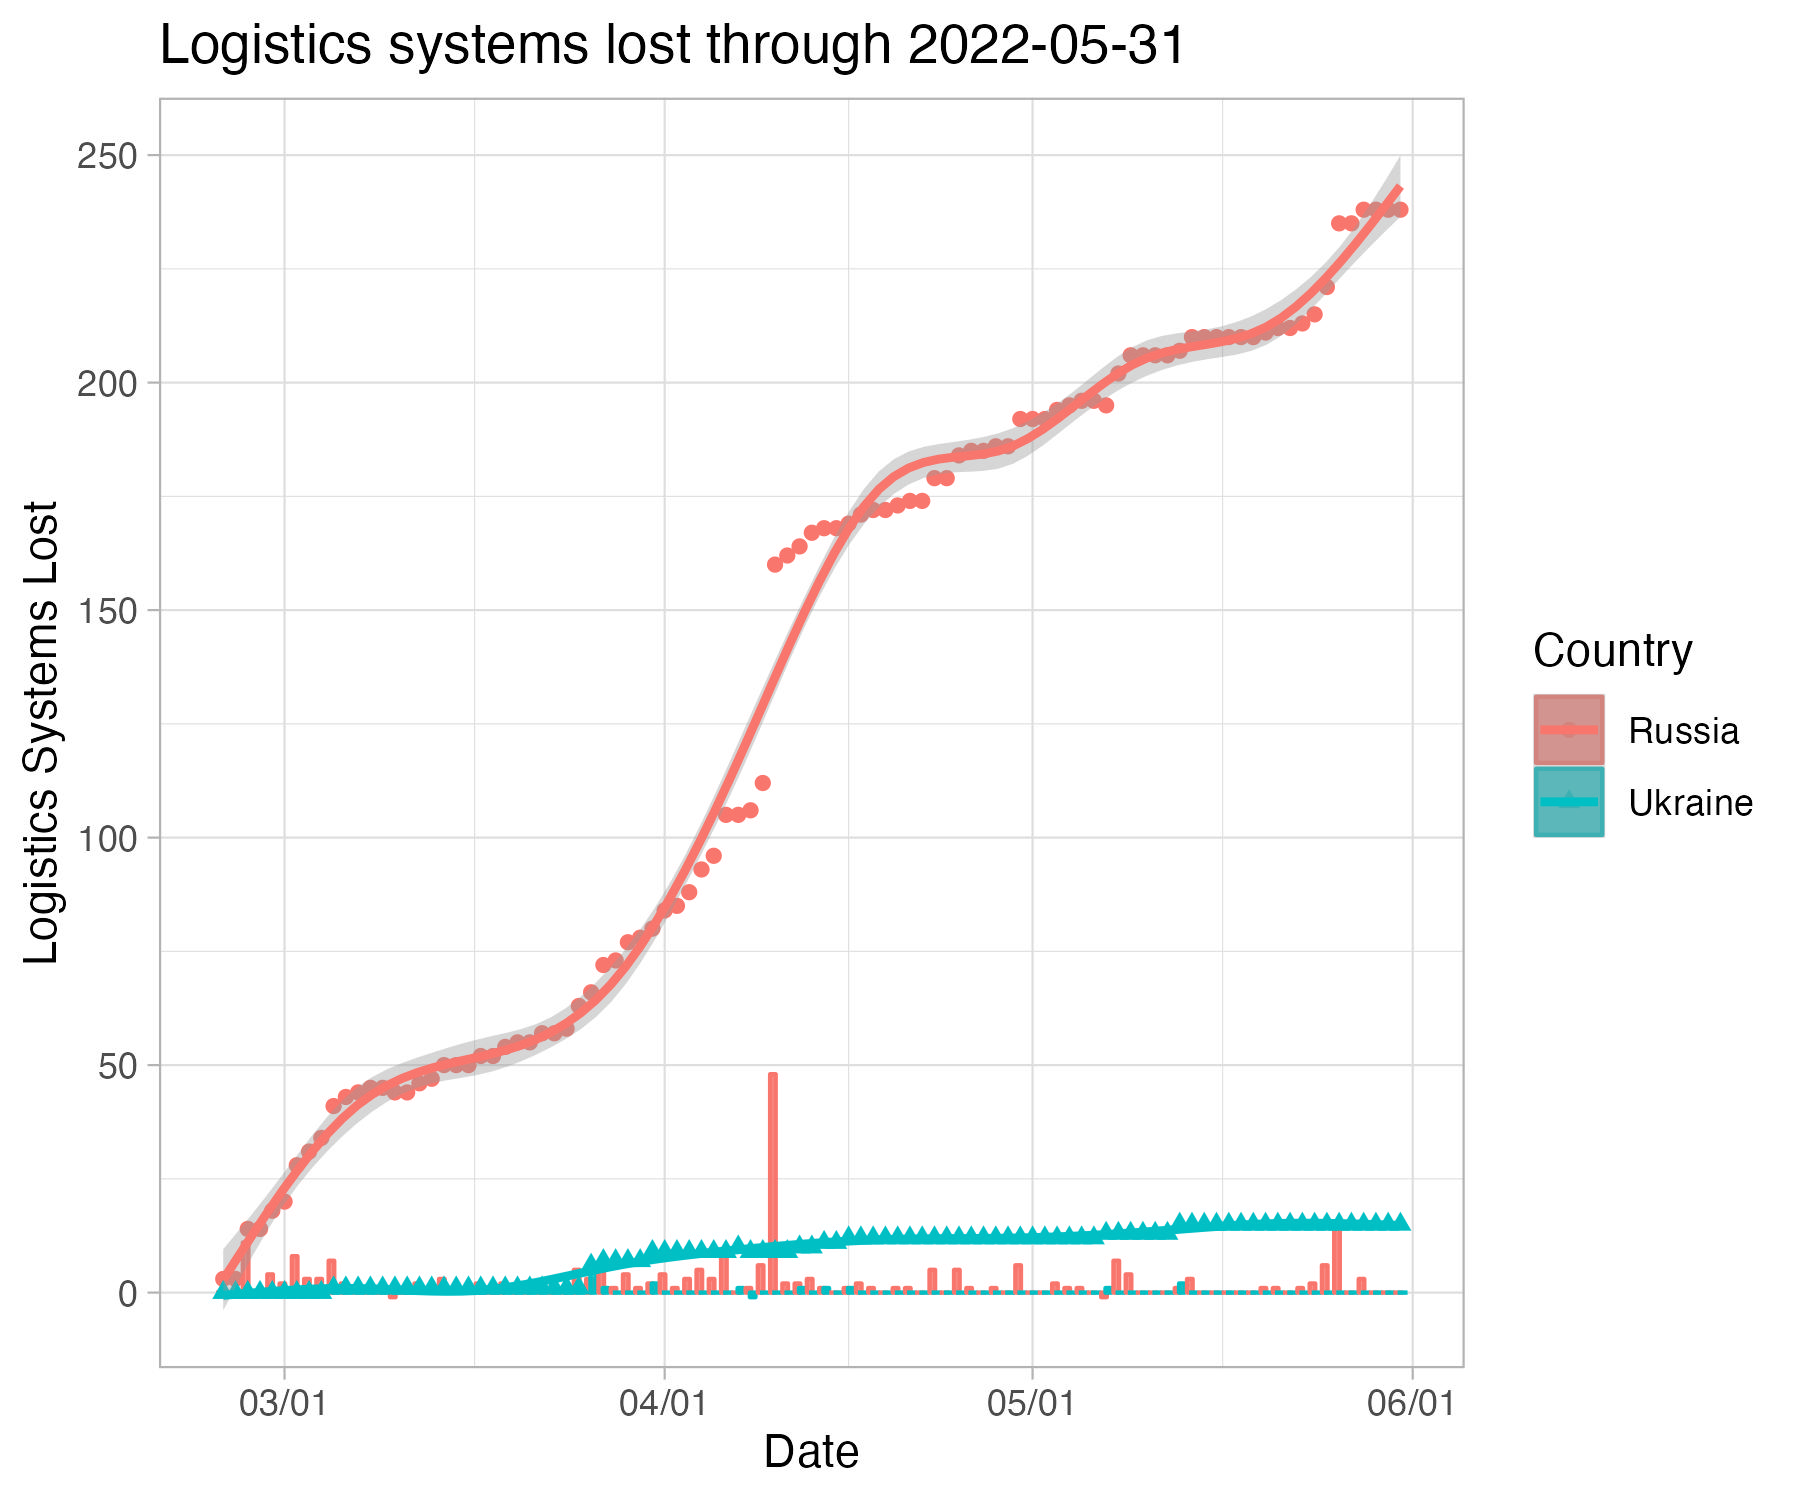 Logistics systems lost through 2022-05-31
Logistics Systems Lost
250
200
150
100
50
0
03/01
04/01
05/01
06/01
Date
Country
Russia
Ukraine